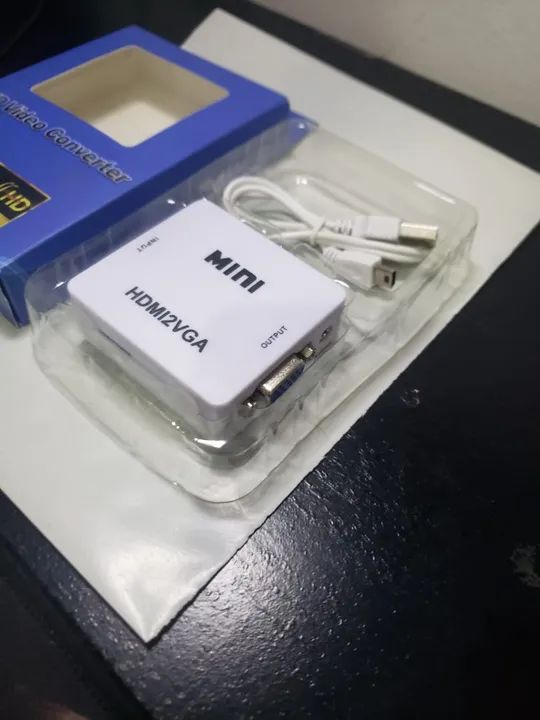 Video Converter
HD
INPUT
MINI
HDMI2VGA
OUTPUT